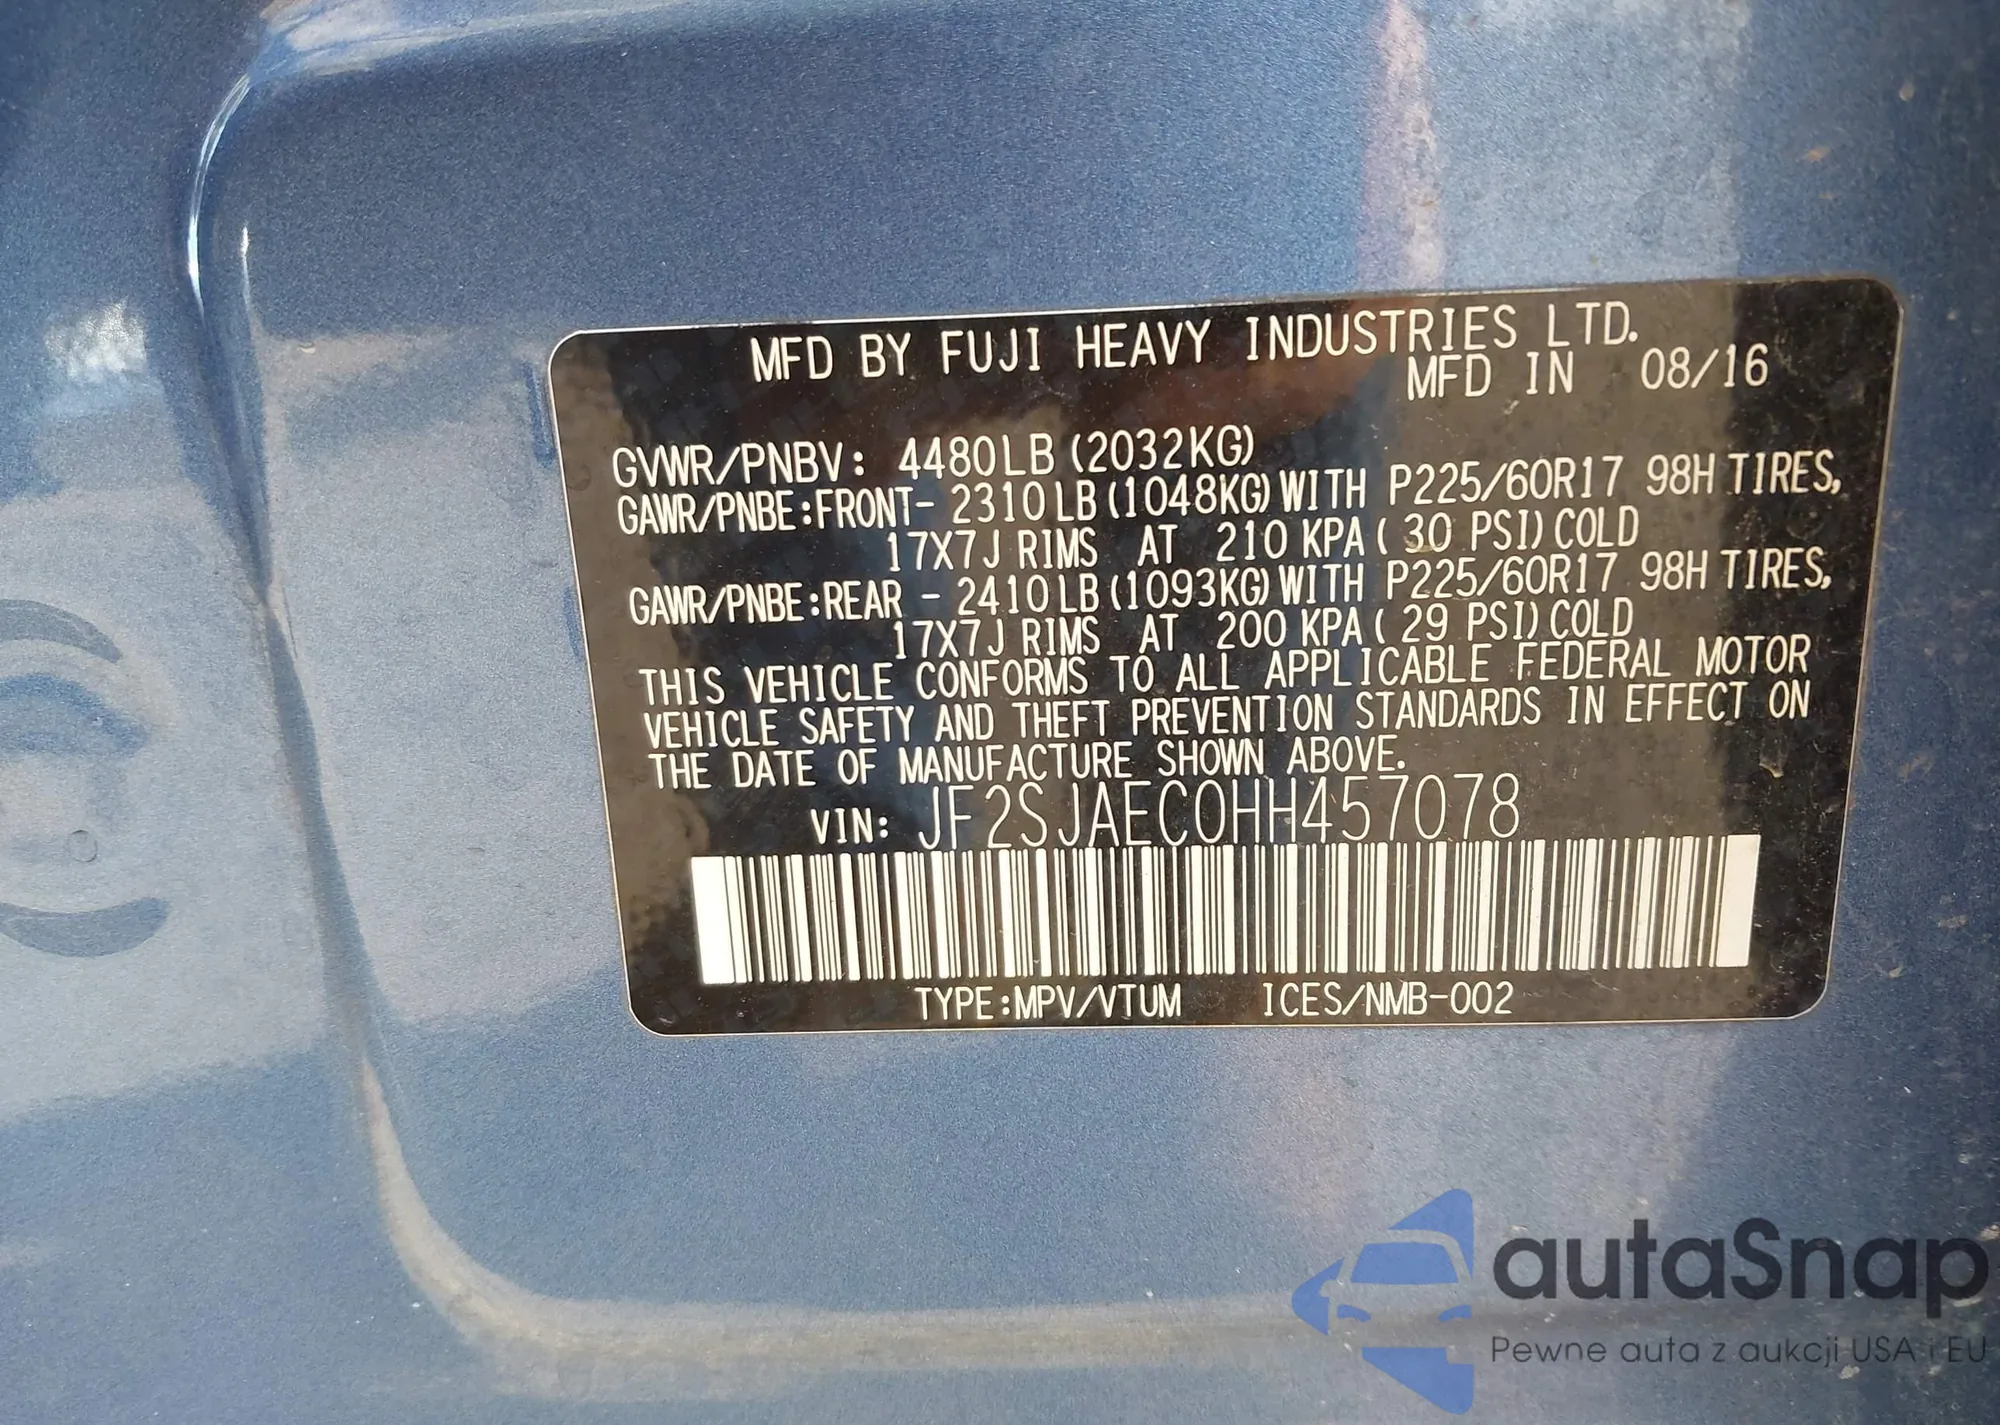 MFD BY FUJI HEAVY INDUSTRIES LTD.
MFD IN 08/16
GVWR/PNBV: 4480LB (2032KG)
GAWR/PNBE:FRONT- 2310LB (1048KG) WITH P225/60R17 98H TIRES,
17X7J RIMS AT 210 KPA ( 30 PSI) COLD
GAWR/PNBE:REAR - 2410LB (1093KG) WITH P225/60R17 98H TIRES,
17X7J RIMS AT 200 KPA ( 29 PSI) COLD
THIS VEHICLE CONFORMS TO ALL APPLICABLE FEDERAL MOTOR
VEHICLE SAFETY AND THEFT PREVENTION STANDARDS IN EFFECT ON
THE DATE OF MANUFACTURE SHOWN ABOVE.
VIN: JF2SJAEC0HH457078
TYPE:MPV/VTUM ICES/NMB-002
autaSnap
Pewne auta z aukcji USA i EU